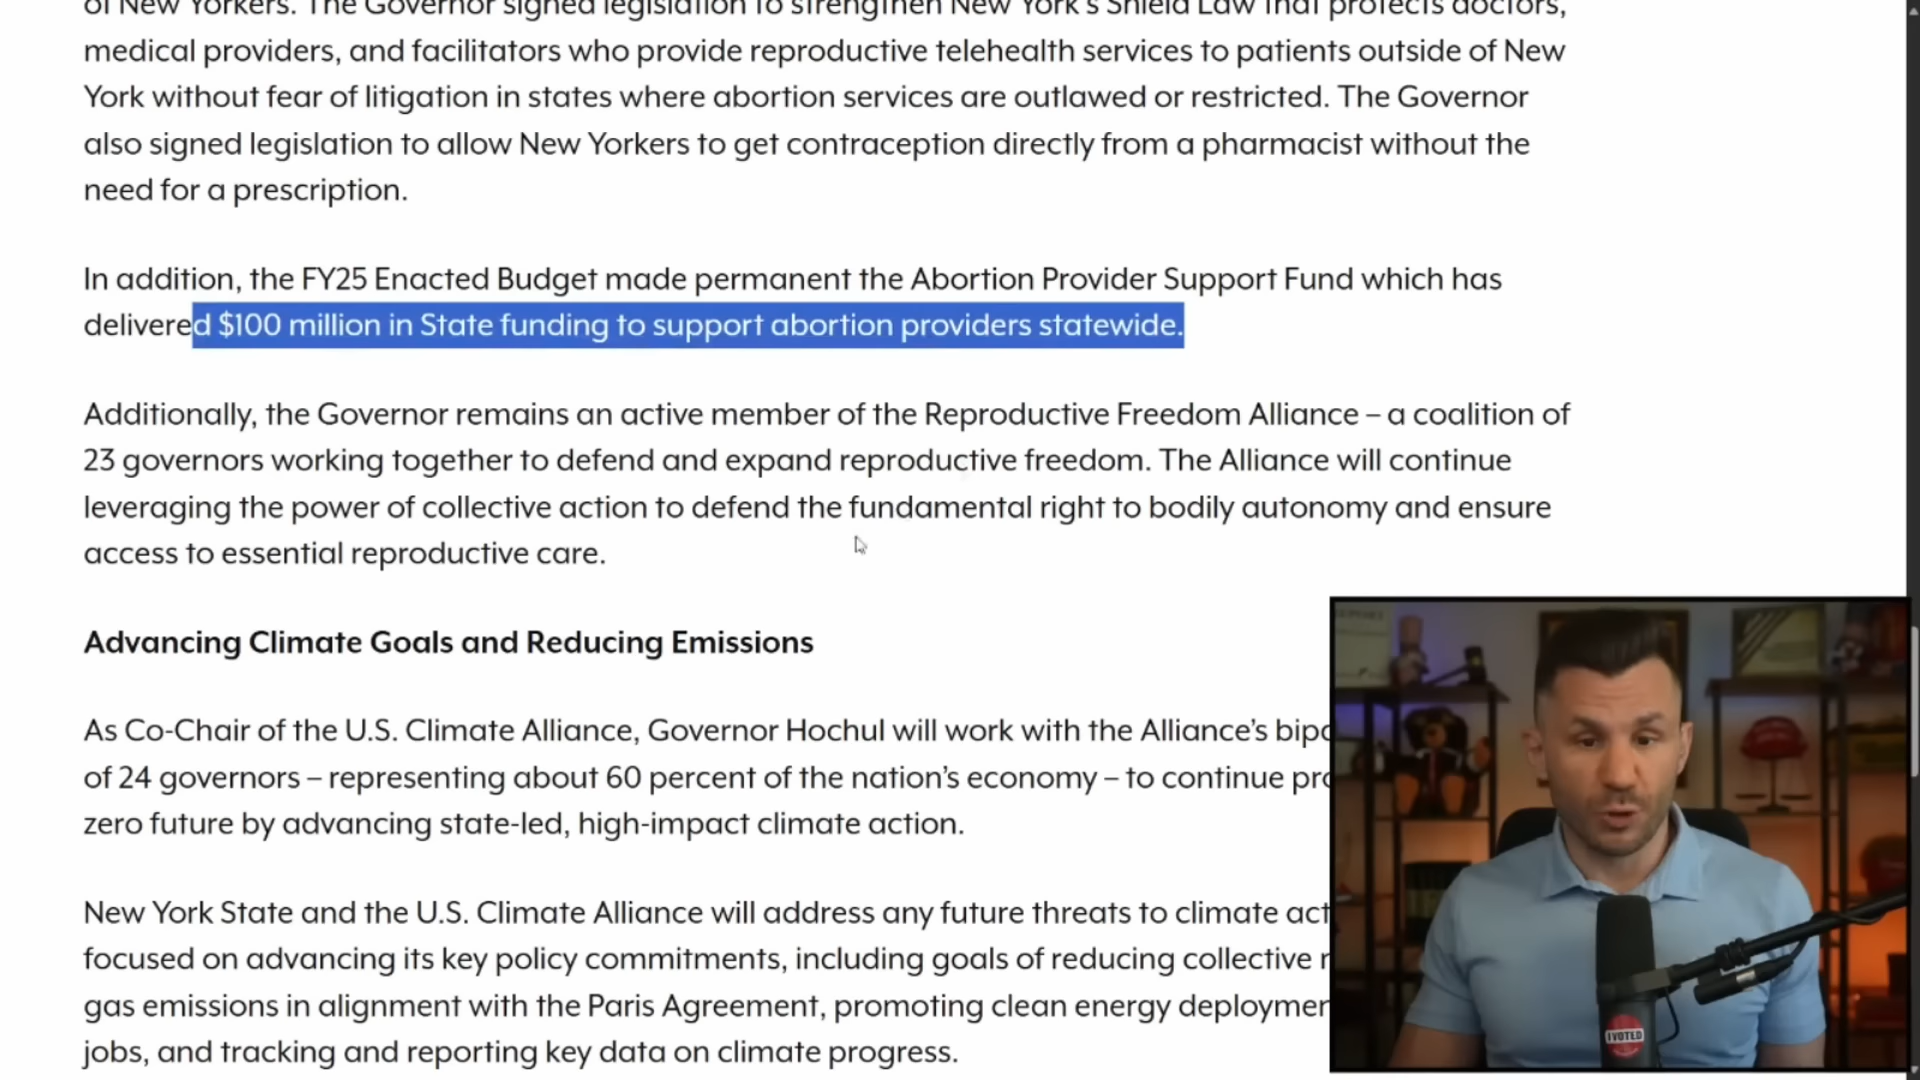 of New Yorkers. The Governor signed legislation to strengthen New York's Shield Law that protects doctors,
medical providers, and facilitators who provide reproductive telehealth services to patients outside of New
York without fear of litigation in states where abortion services are outlawed or restricted. The Governor
also signed legislation to allow New Yorkers to get contraception directly from a pharmacist without the
need for a prescription.
In addition, the FY25 Enacted Budget made permanent the Abortion Provider Support Fund which has
delivered $100 million in State funding to support abortion providers statewide.
Additionally, the Governor remains an active member of the Reproductive Freedom Alliance – a coalition of
23 governors working together to defend and expand reproductive freedom. The Alliance will continue
leveraging the power of collective action to defend the fundamental right to bodily autonomy and ensure
access to essential reproductive care.
Advancing Climate Goals and Reducing Emissions
As Co-Chair of the U.S. Climate Alliance, Governor Hochul will work with the Alliance's
of 24 governors – representing about 60 percent of the nation's economy – to continue
zero future by advancing state-led, high-impact climate action.
New York State and the U.S. Climate Alliance will address any future threats to climate
focused on advancing its key policy commitments, including goals of reducing collective
gas emissions in alignment with the Paris Agreement, promoting clean energy
jobs, and tracking and reporting key data on climate progress.
I VOTED